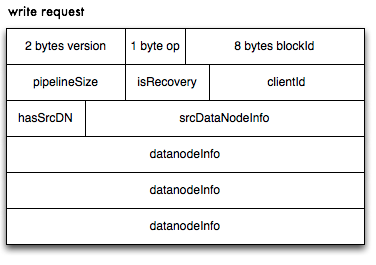 write request
2 bytes version 1 byte op 8 bytes blockId
pipelineSize isRecovery clientId
hasSrcDN srcDataNodeInfo
datanodeInfo
datanodeInfo
datanodeInfo